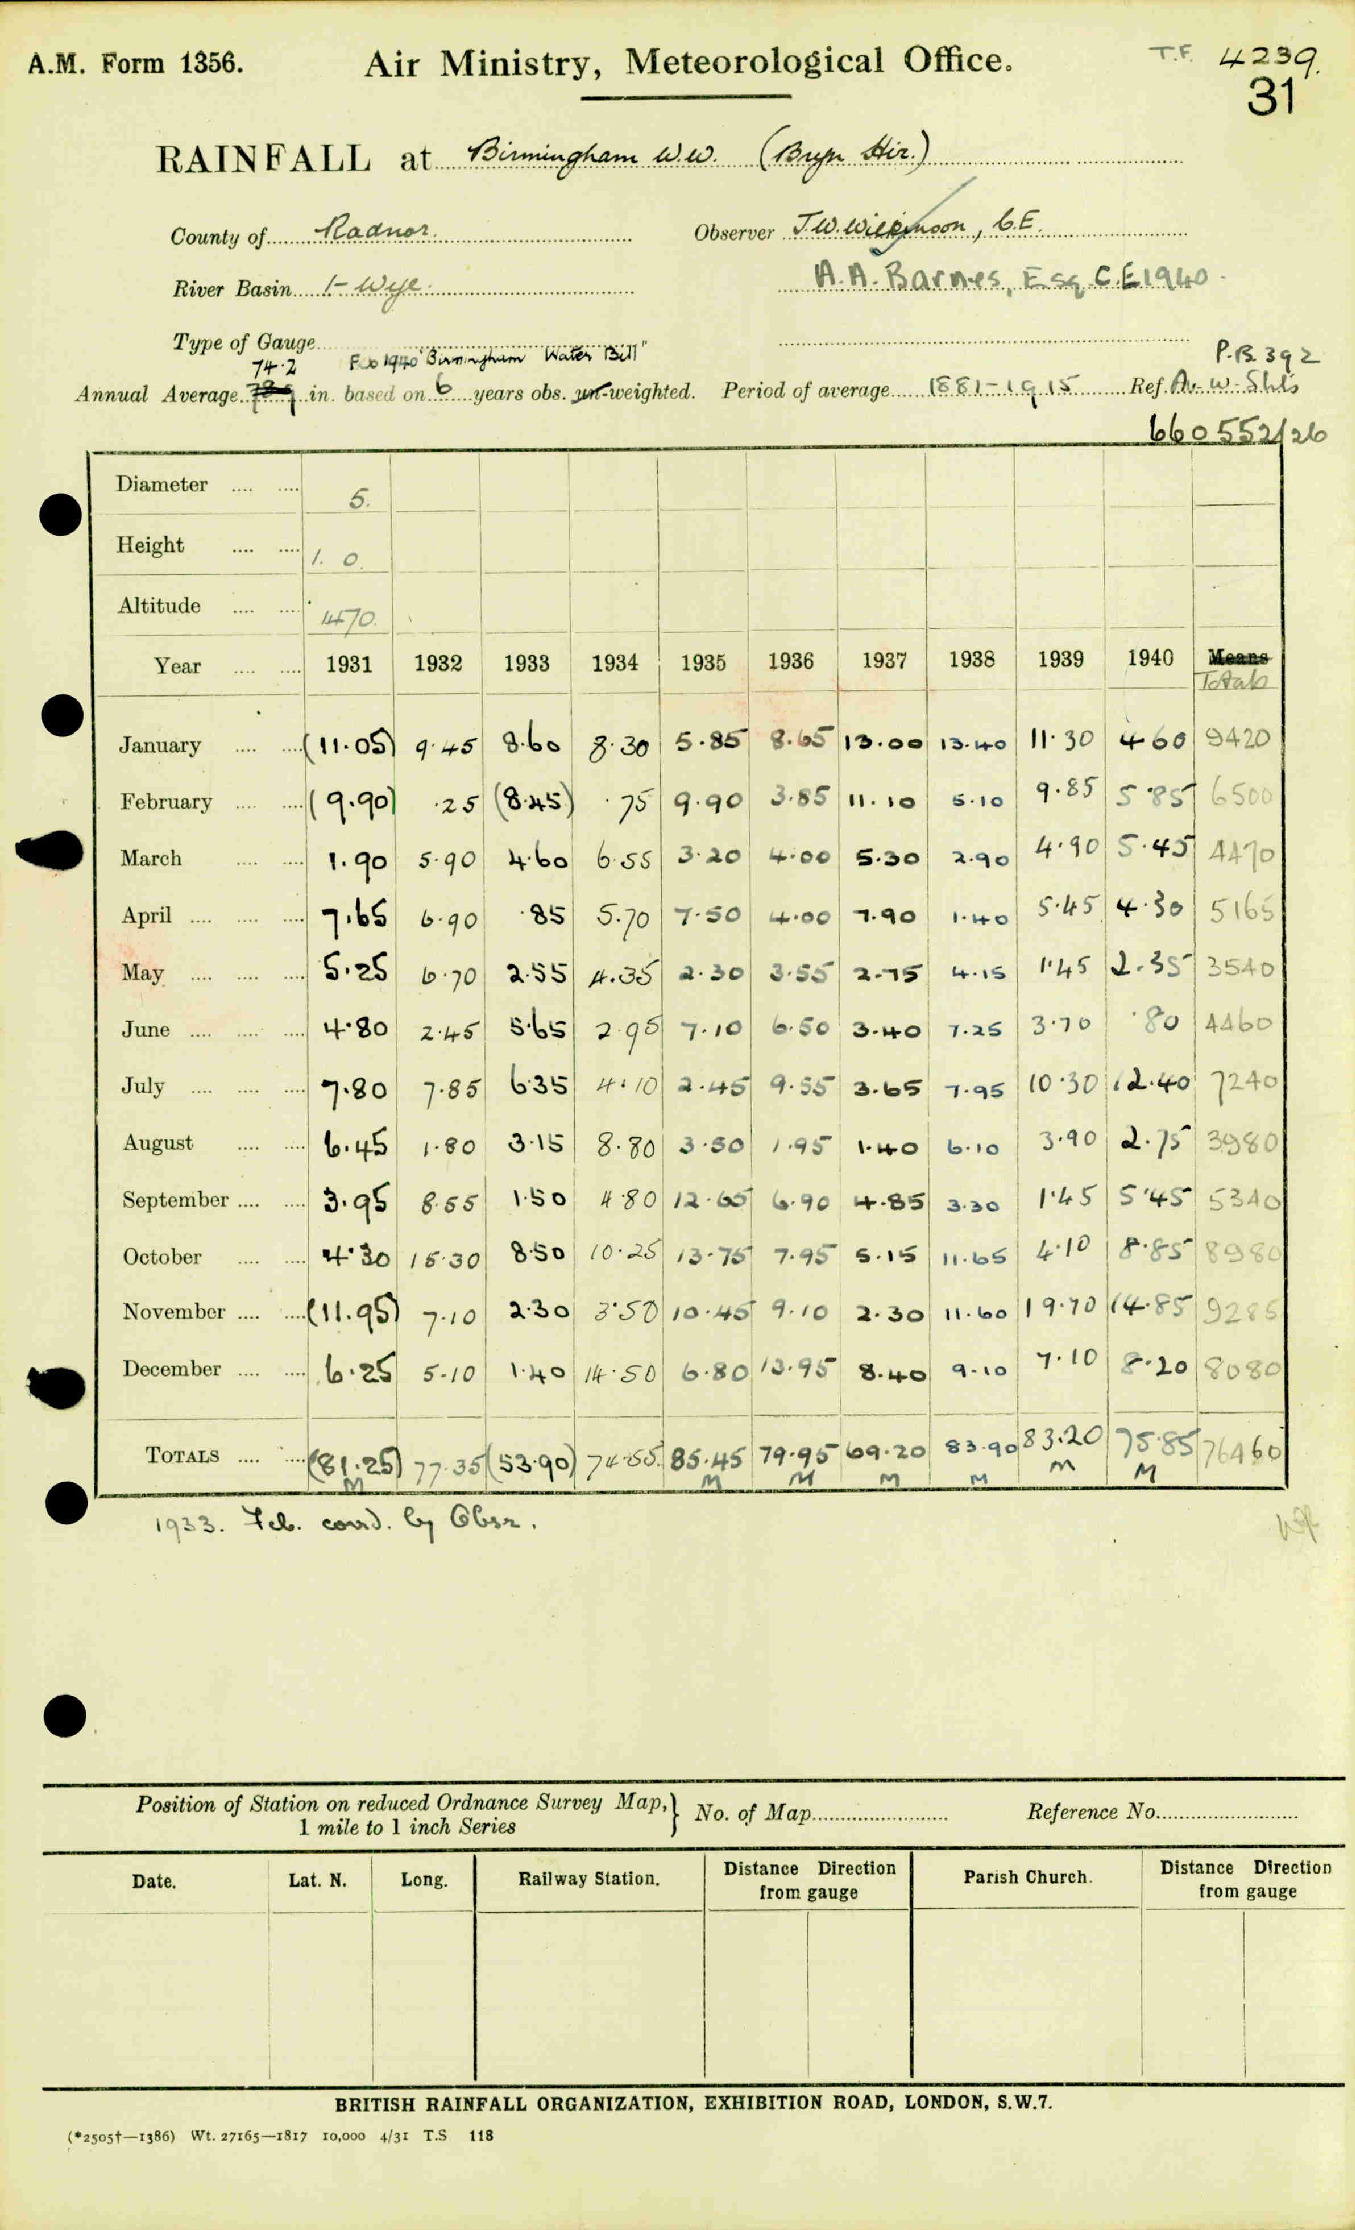 A.M. Form 1356. Air Ministry, Meteorological Office. T.F. 4239.
31
RAINFALL at Birmingham W.W. (Bryn Hir.)
County of Radnor. Observer J.W. Wilkinson, C.E.
River Basin 1-Wye. A.A. Barnes, Esq. C.E 1940.
Type of Gauge
74.2 Feb 1940 "Birmingham Water Bill" P.B. 392
Annual Average in. based on 6 years obs. un-weighted. Period of average 1881-1915 Ref. Av. W. Shts
660552/26
Diameter .... .... 5.
Height .... .... 1. 0.
Altitude .... .... 470.
Year .... .... 1931 1932 1933 1934 1935 1936 1937 1938 1939 1940 Means
Totals
January .... .... (11.05) 9.45 8.60 8.30 5.85 8.65 13.00 13.40 11.30 4 60 9420
February .... .... (9.90) .25 (8.45) .75 9.90 3.85 11.10 5.10 9.85 5.85 6500
March .... .... 1.90 5.90 4.60 6.55 3.20 4.00 5.30 2.90 4.90 5.45 4470
April .... .... .... 7.65 6.90 .85 5.70 7.50 4.00 7.90 1.40 5.45 4.30 5165
May .... .... .... 5.25 6.70 2.55 4.35 2.30 3.55 2.75 4.15 1.45 2.35 3540
June .... .... .... 4.80 2.45 5.65 2.95 7.10 6.50 3.40 7.25 3.70 .80 4460
July .... .... .... 7.80 7.85 6.35 4.10 2.45 9.55 3.65 7.95 10.30 12.40 7240
August .... .... 6.45 1.80 3.15 8.80 3.50 1.95 1.40 6.10 3.90 2.75 3980
September .... .... 3.95 8.55 1.50 4.80 12.65 6.90 4.85 3.30 1.45 5.45 5340
October .... .... 4.30 15.30 8.50 10.25 13.75 7.95 5.15 11.65 4.10 8.85 8980
November .... .... (11.95) 7.10 2.30 3.50 10.45 9.10 2.30 11.60 19.70 14.85 9285
December .... .... 6.25 5.10 1.40 14.50 6.80 13.95 8.40 9.10 7.10 8.20 8080
TOTALS .... .... (81.25) 77.35 (53.90) 74.55 85.45 79.95 69.20 83.90 83.20 75.85 76460
M M M M M M M
1933. Feb. corrd. by Obsr.
Position of Station on reduced Ordnance Survey Map,} No. of Map Reference No.
1 mile to 1 inch Series
Date. Lat. N. Long. Railway Station. Distance Direction from gauge Parish Church. Distance Direction from gauge
BRITISH RAINFALL ORGANIZATION, EXHIBITION ROAD, LONDON, S.W.7.
(*2505†—1386) Wt. 27165—1817 10,000 4/31 T.S 118